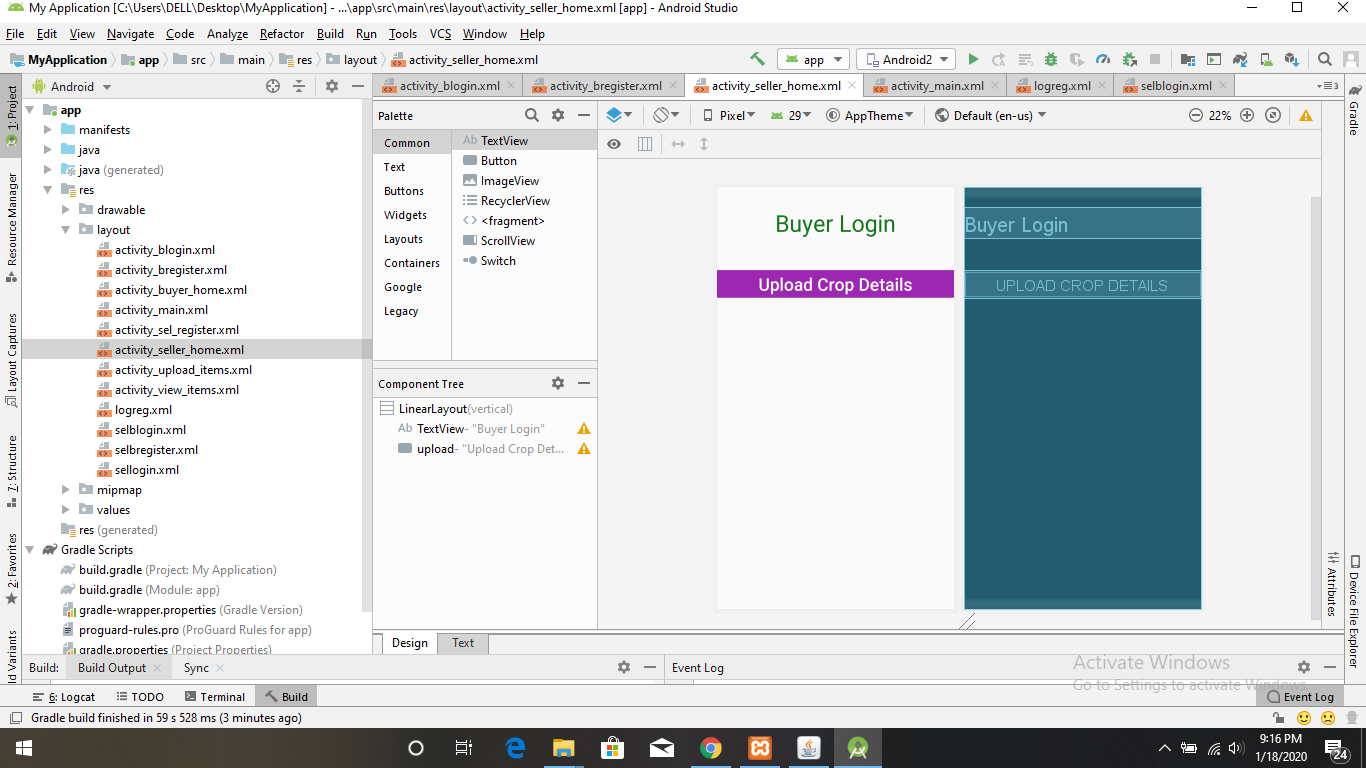 My Application [C:\Users\DELL\Desktop\MyApplication] - ...\app\src\main\res\layout\activity_seller_home.xml [app] - Android Studio
File Edit View Navigate Code Analyze Refactor Build Run Tools VCS Window Help
MyApplication app src main res layout activity_seller_home.xml
app Android2
1: Project
Resource Manager
Layout Captures
7: Structure
2: Favorites
ld Variants
Android
app
manifests
java
java (generated)
res
drawable
layout
activity_blogin.xml
activity_bregister.xml
activity_buyer_home.xml
activity_main.xml
activity_sel_register.xml
activity_seller_home.xml
activity_upload_items.xml
activity_view_items.xml
logreg.xml
selblogin.xml
selbregister.xml
sellogin.xml
mipmap
values
res (generated)
Gradle Scripts
build.gradle (Project: My Application)
build.gradle (Module: app)
gradle-wrapper.properties (Gradle Version)
proguard-rules.pro (ProGuard Rules for app)
gradle.properties (Project Properties)
activity_blogin.xml activity_bregister.xml activity_seller_home.xml activity_main.xml logreg.xml selblogin.xml
3
Palette
Common
Text
Buttons
Widgets
Layouts
Containers
Google
Legacy
Ab TextView
Button
ImageView
RecyclerView
<fragment>
ScrollView
Switch
Component Tree
LinearLayout(vertical)
Ab TextView- "Buyer Login"
upload- "Upload Crop Det...
Pixel 29 AppTheme Default (en-us) 22%
Buyer Login
Upload Crop Details
Buyer Login
UPLOAD CROP DETAILS
Gradle
Attributes
Device File Explorer
Design Text
Build: Build Output Sync
Event Log
Activate Windows
Go to Settings to activate Windows.
6: Logcat TODO Terminal Build Event Log
Gradle build finished in 59 s 528 ms (3 minutes ago)
9:16 PM
1/18/2020
24